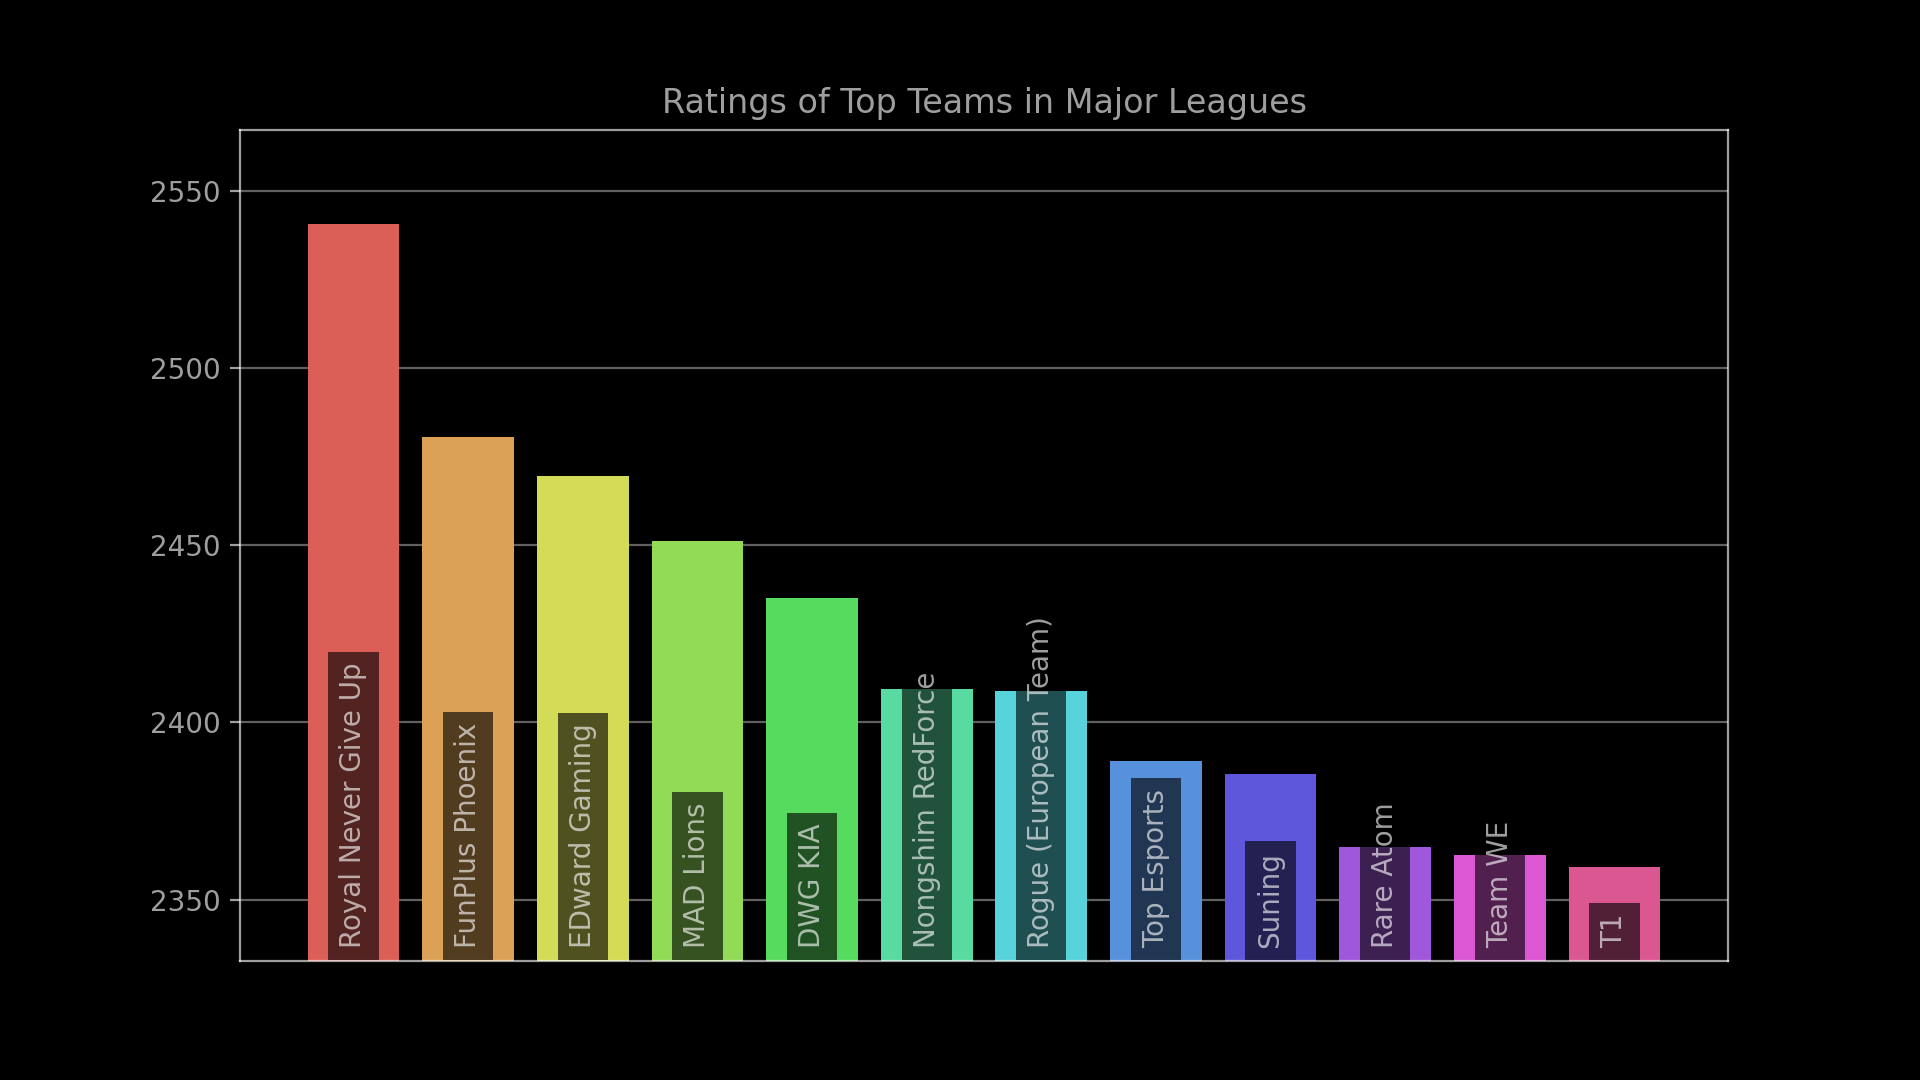 Ratings of Top Teams in Major Leagues
2550
2500
2450
2400
2350
Royal Never Give Up
FunPlus Phoenix
EDward Gaming
MAD Lions
DWG KIA
Nongshim RedForce
Rogue (European Team)
Top Esports
Suning
Rare Atom
Team WE
T1